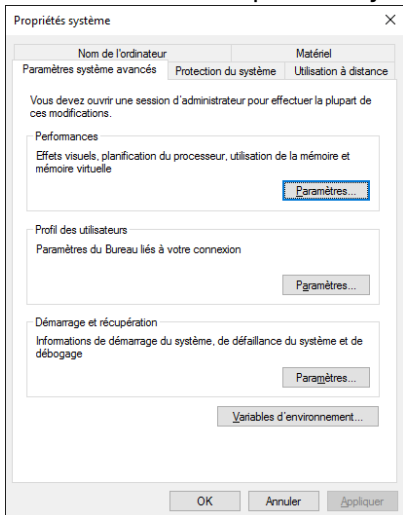 Propriétés système
Nom de l'ordinateur Matériel
Paramètres système avancés Protection du système Utilisation à distance
Vous devez ouvrir une session d'administrateur pour effectuer la plupart de
ces modifications.
Performances
Effets visuels, planification du processeur, utilisation de la mémoire et
mémoire virtuelle
Paramètres...
Profil des utilisateurs
Paramètres du Bureau liés à votre connexion
Paramètres...
Démarrage et récupération
Informations de démarrage du système, de défaillance du système et de
débogage
Paramètres...
Variables d'environnement...
OK Annuler Appliquer